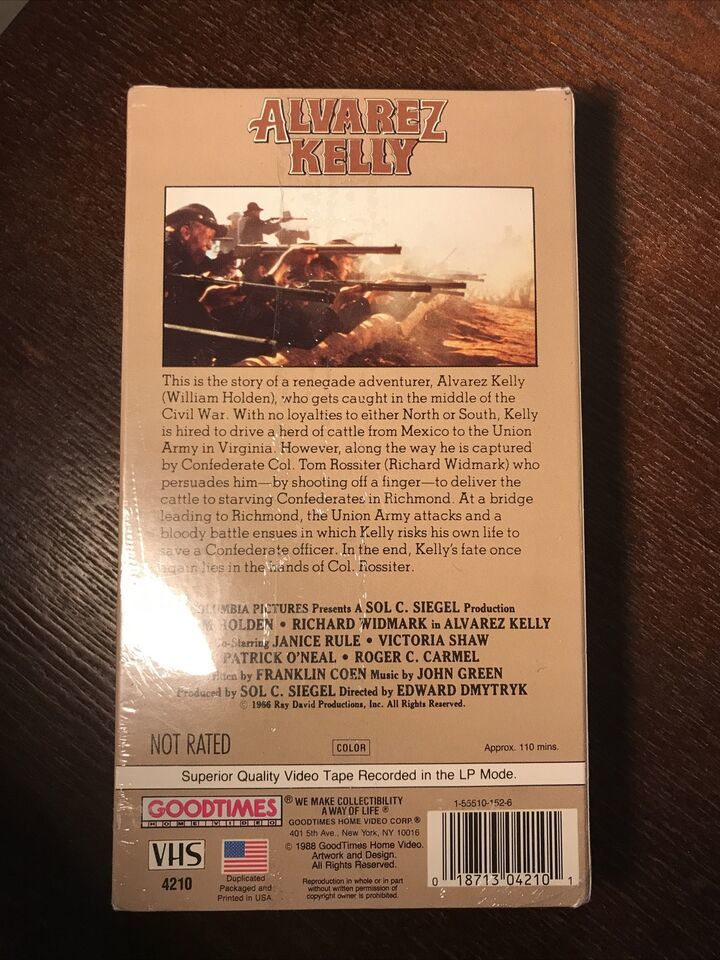 ALVAREZ
KELLY
This is the story of a renegade adventurer, Alvarez Kelly
(William Holden), who gets caught in the middle of the
Civil War. With no loyalties to either North or South, Kelly
is hired to drive a herd of cattle from Mexico to the Union
Army in Virginia. However, along the way he is captured
by Confederate Col. Tom Rossiter (Richard Widmark) who
persuades him—by shooting off a finger—to deliver the
cattle to starving Confederates in Richmond. At a bridge
leading to Richmond, the Union Army attacks and a
bloody battle ensues in which Kelly risks his own life to
save a Confederate officer. In the end, Kelly's fate once
again lies in the hands of Col. Rossiter.
COLUMBIA PICTURES Presents A SOL C. SIEGEL Production
HOLDEN • RICHARD WIDMARK in ALVAREZ KELLY
Co-Starring JANICE RULE • VICTORIA SHAW
PATRICK O'NEAL • ROGER C. CARMEL
Written by FRANKLIN COEN Music by JOHN GREEN
Produced by SOL C. SIEGEL Directed by EDWARD DMYTRYK
© 1966 Ray David Productions, Inc. All Rights Reserved.
NOT RATED
COLOR
Approx. 110 mins.
Superior Quality Video Tape Recorded in the LP Mode.
GOODTIMES®
HOME VIDEO
WE MAKE COLLECTIBILITY
A WAY OF LIFE ®
GOODTIMES HOME VIDEO CORP.®
401 5th Ave., New York, NY 10016
© 1988 GoodTimes Home Video.
Artwork and Design.
All Rights Reserved.
Reproduction in whole or in part
without written permission of
copyright owner is prohibited.
VHS
4210
Duplicated
Packaged and
Printed in USA
1-55510-152-6
0 18713 04210 1